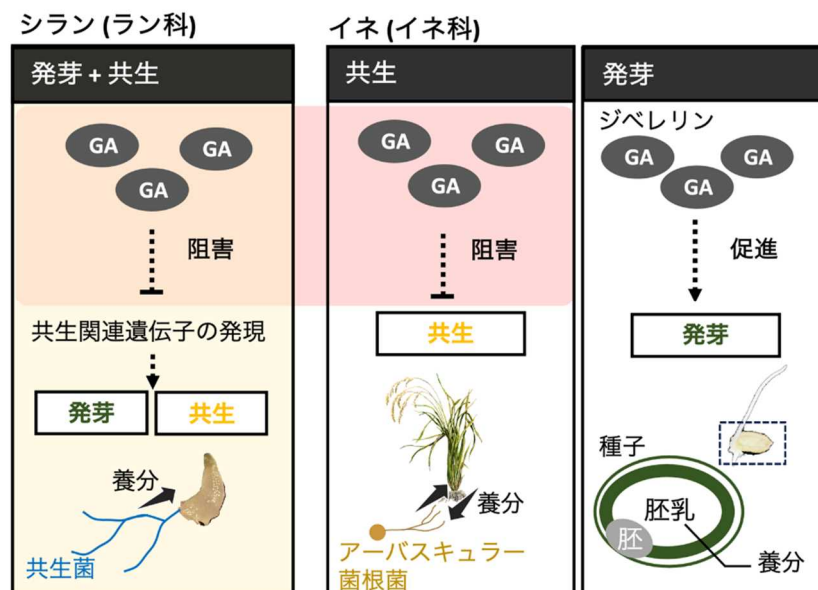 シラン (ラン科)
発芽 + 共生
GA
GA
GA
阻害
共生関連遺伝子の発現
発芽
共生
養分
共生菌
イネ (イネ科)
共生
GA
GA
GA
阻害
共生
養分
アーバスキュラー
菌根菌
発芽
ジベレリン
GA
GA
GA
促進
発芽
種子
胚乳
胚
養分